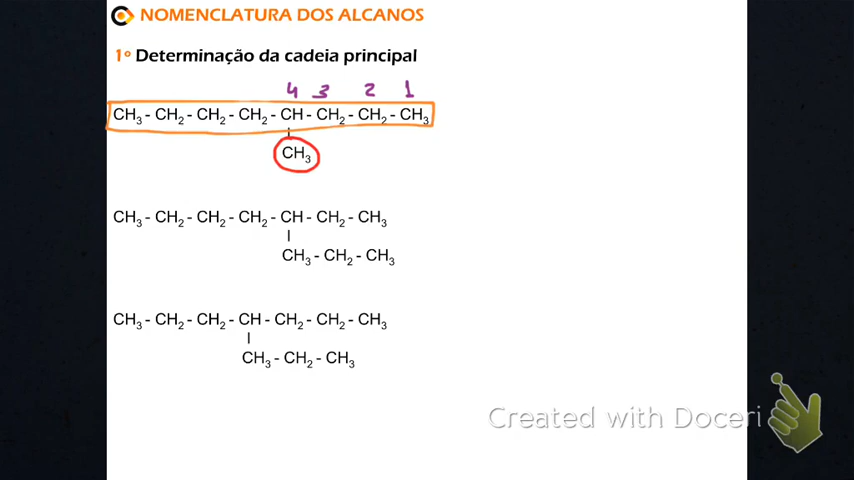 NOMENCLATURA DOS ALCANOS
1º Determinação da cadeia principal
4 3 2 1
CH₃ - CH₂ - CH₂ - CH₂ - CH - CH₂ - CH₂ - CH₃
CH₃
CH₃ - CH₂ - CH₂ - CH₂ - CH - CH₂ - CH₃
CH₃ - CH₂ - CH₃
CH₃ - CH₂ - CH₂ - CH - CH₂ - CH₂ - CH₃
CH₃ - CH₂ - CH₃
Created with Doceri